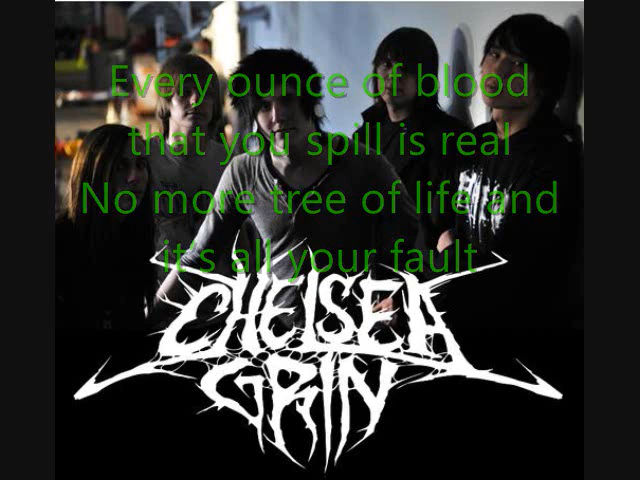 Every ounce of blood
that you spill is real
No more tree of life and
it's all your fault
CHELSEA
GRIN